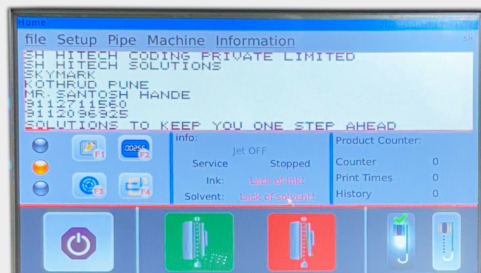 Home
file Setup Pipe Machine Information
SH HITECH CODING PRIVATE LIMITED
SH HITECH SOLUTIONS
SKYMARK
KOTHRUD PUNE
MR.SANTOSH HANDE
9112711560
9112096925
SOLUTIONS TO KEEP YOU ONE STEP AHEAD
info:
Jet OFF
Service Stopped
Ink: Lack of Ink!
Solvent: Lack of solvent!
Product Counter:
Counter 0
Print Times 0
History 0
F1
F2
F3
F4